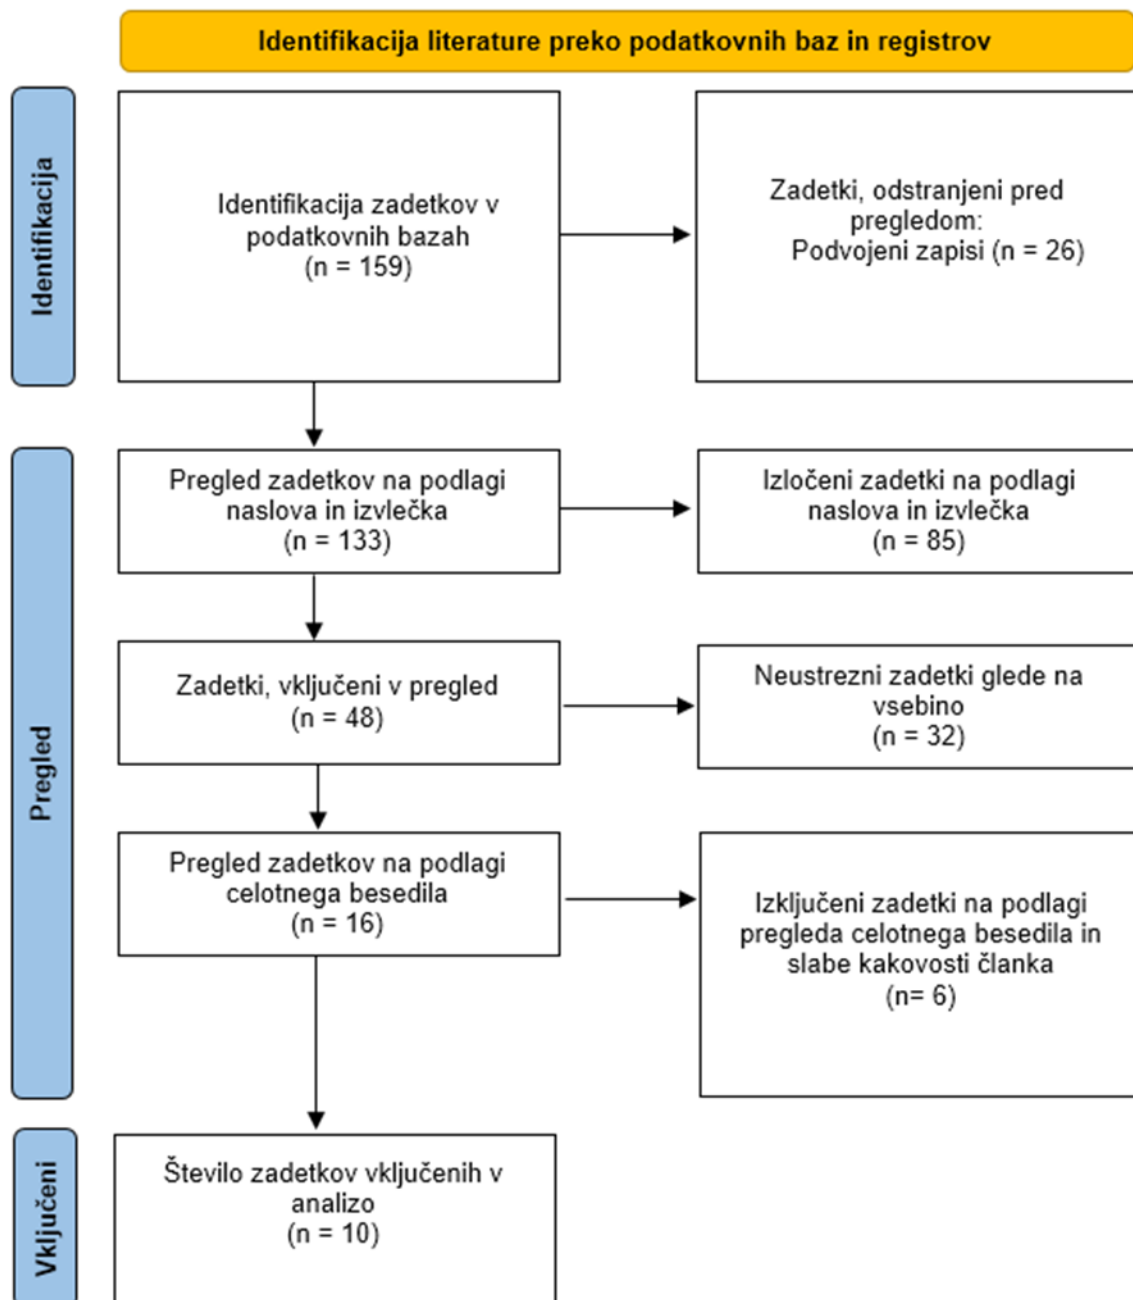 Identifikacija literature preko podatkovnih baz in registrov
Identifikacija
Identifikacija zadetkov v
podatkovnih bazah
(n = 159)
Zadetki, odstranjeni pred
pregledom:
Podvojeni zapisi (n = 26)
Pregled
Pregled zadetkov na podlagi
naslova in izvlečka
(n = 133)
Izločeni zadetki na podlagi
naslova in izvlečka
(n = 85)
Zadetki, vključeni v pregled
(n = 48)
Neustrezni zadetki glede na
vsebino
(n = 32)
Pregled zadetkov na podlagi
celotnega besedila
(n = 16)
Izključeni zadetki na podlagi
pregleda celotnega besedila in
slabe kakovosti članka
(n= 6)
Vključeni
Število zadetkov vključenih v
analizo
(n = 10)